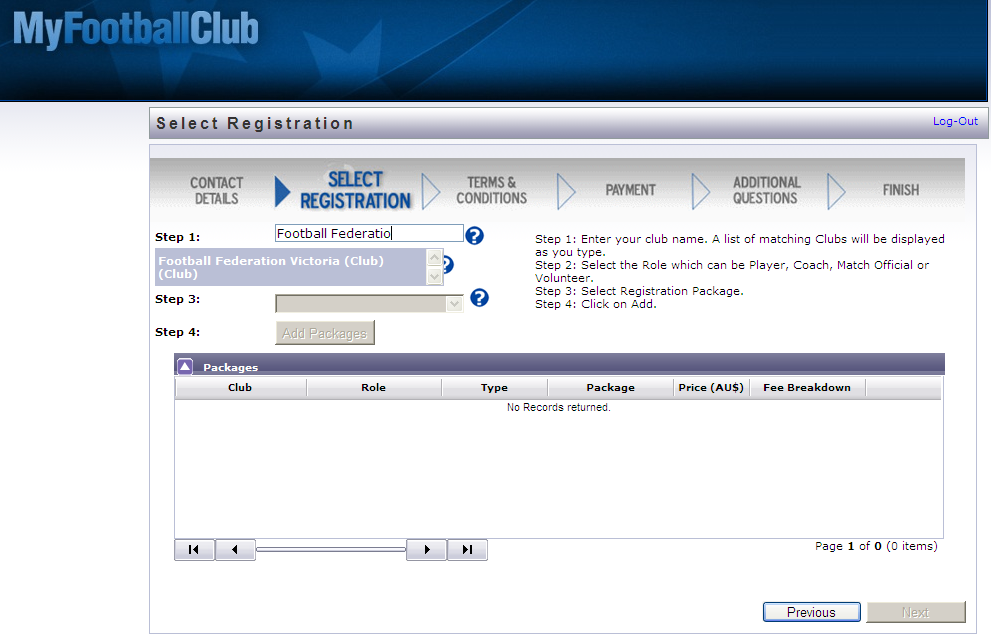 MyFootballClub
Select Registration
Log-Out
CONTACT DETAILS
SELECT REGISTRATION
TERMS & CONDITIONS
PAYMENT
ADDITIONAL QUESTIONS
FINISH
Step 1:
Football Federatio
?
Football Federation Victoria (Club)
(Club)
?
Step 3:
?
Step 4:
Add Packages
Step 1: Enter your club name. A list of matching Clubs will be displayed
as you type.
Step 2: Select the Role which can be Player, Coach, Match Official or
Volunteer.
Step 3: Select Registration Package.
Step 4: Click on Add.
Packages
Club Role Type Package Price (AU$) Fee Breakdown
No Records returned.
Page 1 of 0 (0 items)
Previous
Next